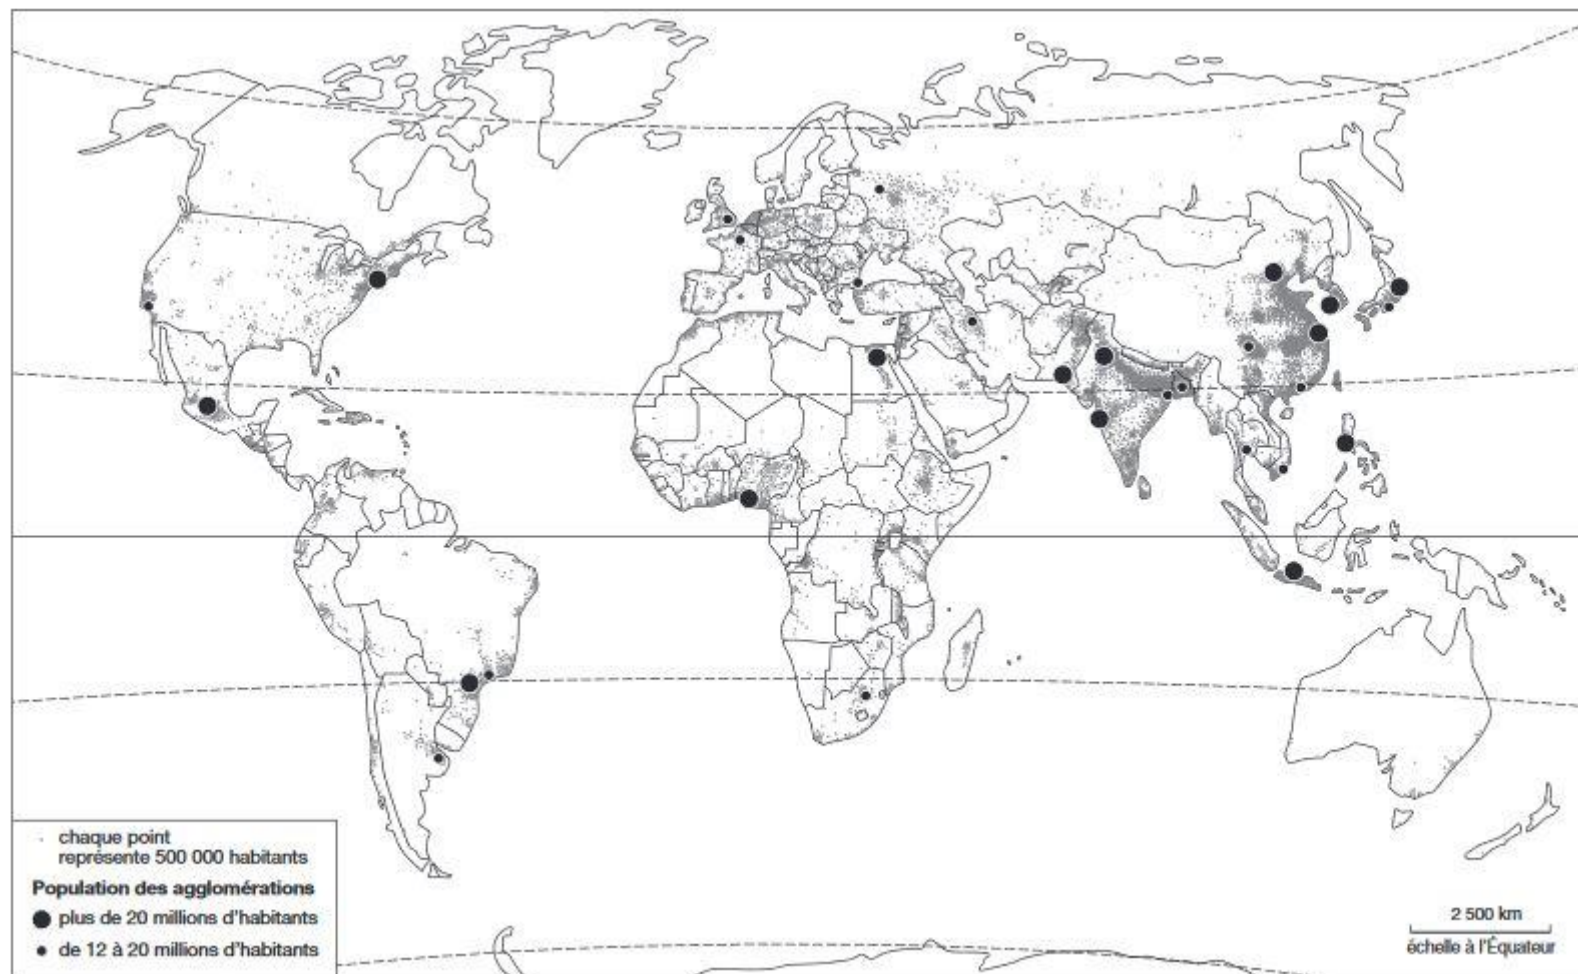 chaque point
représente 500 000 habitants
Population des agglomérations
plus de 20 millions d'habitants
de 12 à 20 millions d'habitants
2 500 km
échelle à l'Équateur